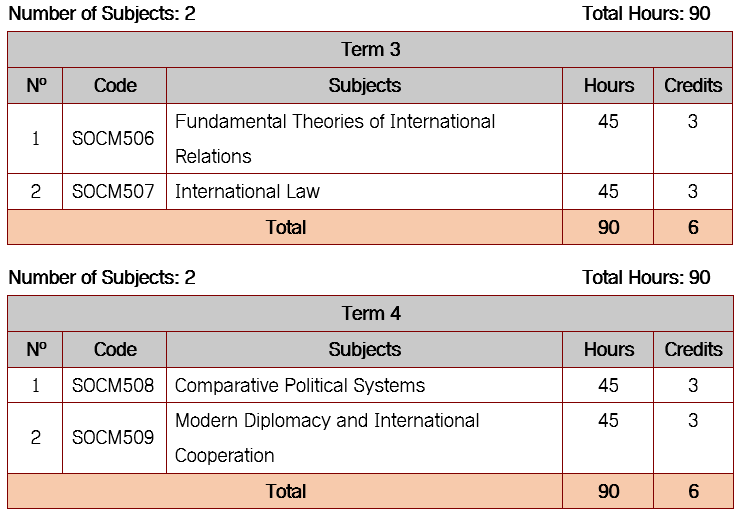 Number of Subjects: 2 Total Hours: 90
Term 3
Nº Code Subjects Hours Credits
1 SOCM506 Fundamental Theories of International Relations 45 3
2 SOCM507 International Law 45 3
Total 90 6
Number of Subjects: 2 Total Hours: 90
Term 4
Nº Code Subjects Hours Credits
1 SOCM508 Comparative Political Systems 45 3
2 SOCM509 Modern Diplomacy and International Cooperation 45 3
Total 90 6